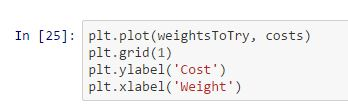 In [25]: plt.plot(weightsToTry, costs)
plt.grid(1)
plt.ylabel('Cost')
plt.xlabel('Weight')